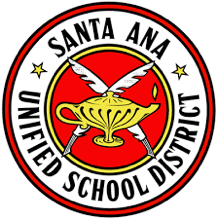 SANTA ANA
UNIFIED SCHOOL DISTRICT